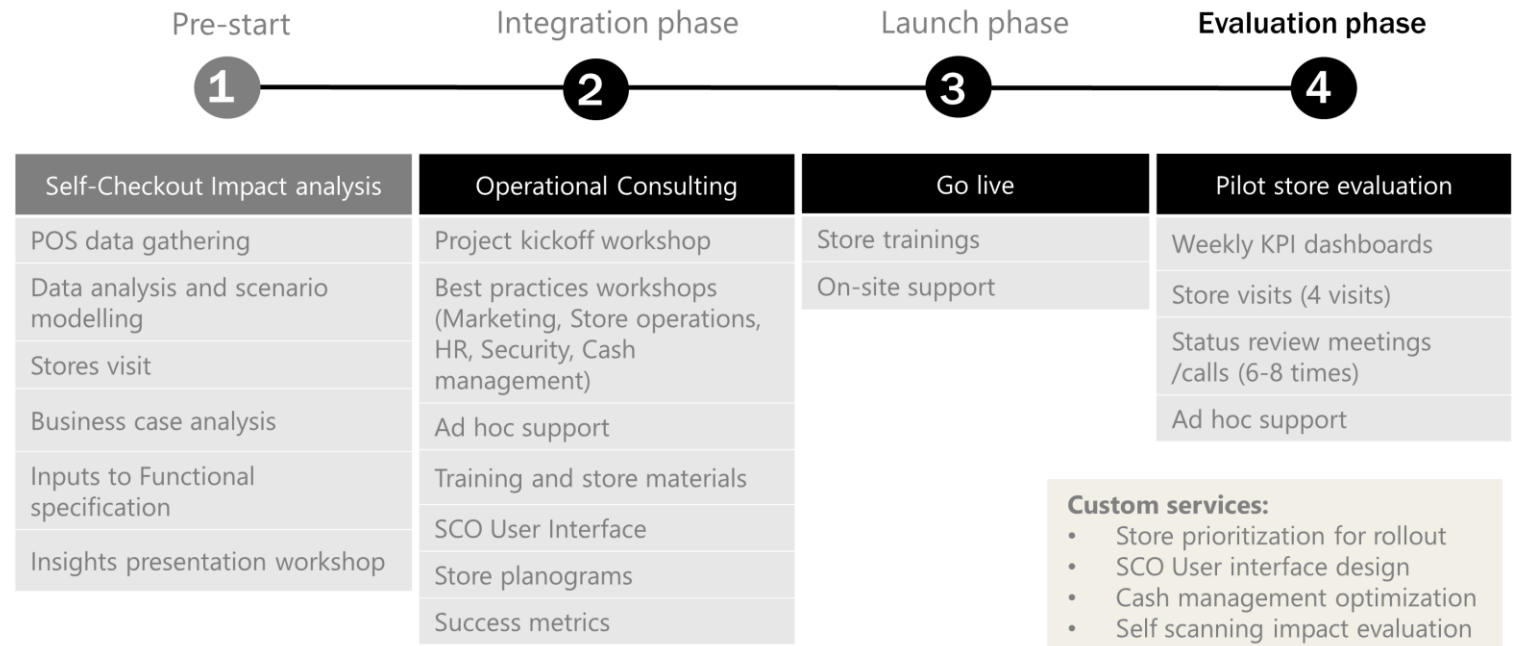 Pre-start
Integration phase
Launch phase
Evaluation phase
1
2
3
4
Self-Checkout Impact analysis
POS data gathering
Data analysis and scenario
modelling
Stores visit
Business case analysis
Inputs to Functional
specification
Insights presentation workshop
Operational Consulting
Project kickoff workshop
Best practices workshops
(Marketing, Store operations,
HR, Security, Cash
management)
Ad hoc support
Training and store materials
SCO User Interface
Store planograms
Success metrics
Go live
Store trainings
On-site support
Pilot store evaluation
Weekly KPI dashboards
Store visits (4 visits)
Status review meetings
/calls (6-8 times)
Ad hoc support
Custom services:
• Store prioritization for rollout
• SCO User interface design
• Cash management optimization
• Self scanning impact evaluation